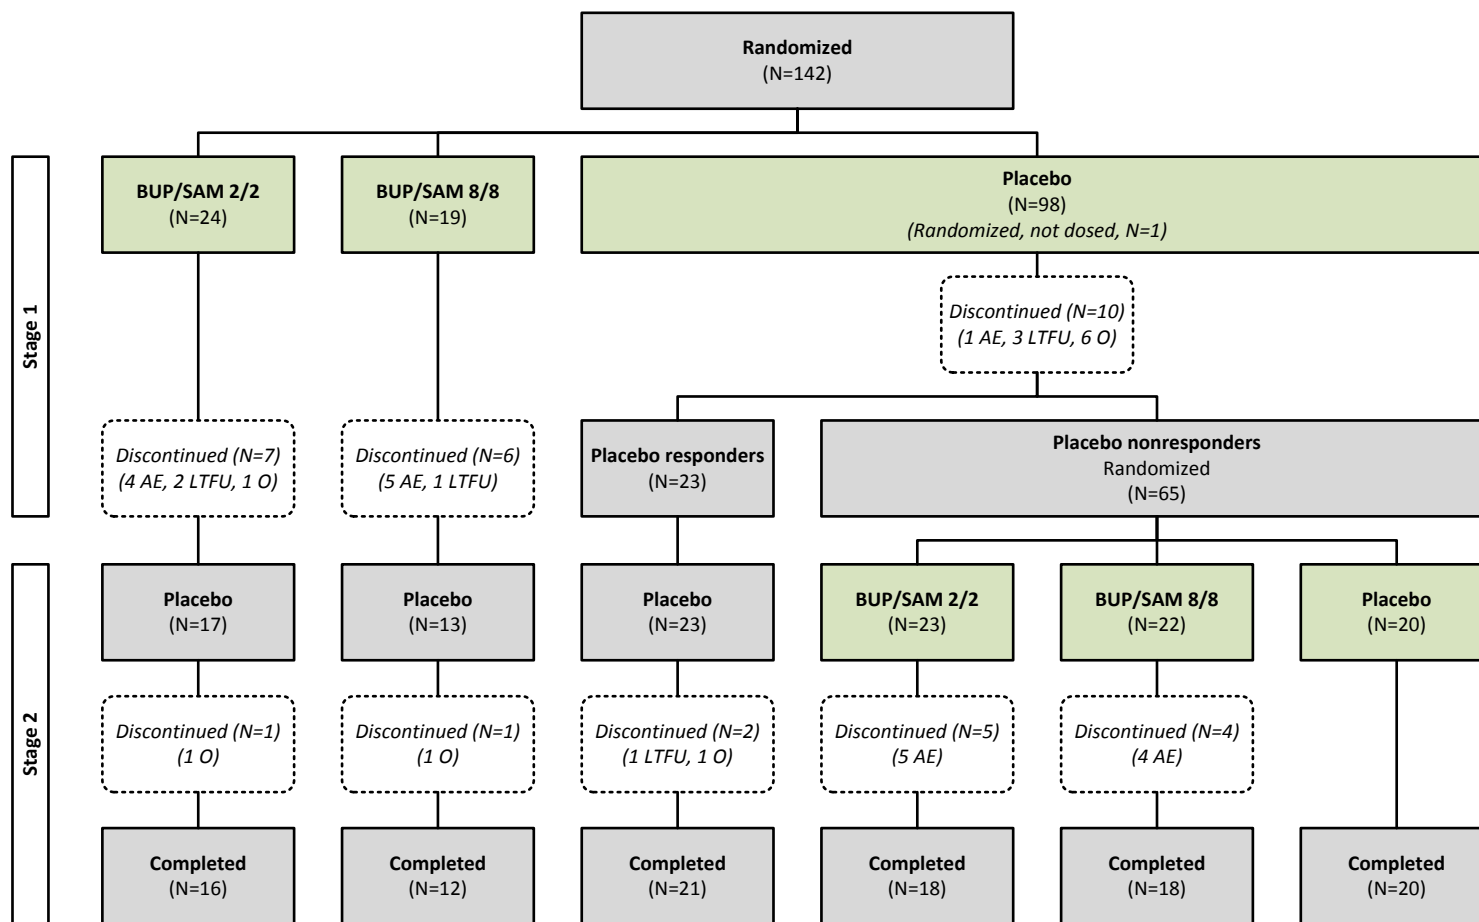 Randomized
(N=142)
Stage 1
BUP/SAM 2/2
(N=24)
BUP/SAM 8/8
(N=19)
Placebo
(N=98)
(Randomized, not dosed, N=1)
Discontinued (N=10)
(1 AE, 3 LTFU, 6 O)
Discontinued (N=7)
(4 AE, 2 LTFU, 1 O)
Discontinued (N=6)
(5 AE, 1 LTFU)
Placebo responders
(N=23)
Placebo nonresponders
Randomized
(N=65)
Stage 2
Placebo
(N=17)
Placebo
(N=13)
Placebo
(N=23)
BUP/SAM 2/2
(N=23)
BUP/SAM 8/8
(N=22)
Placebo
(N=20)
Discontinued (N=1)
(1 O)
Discontinued (N=1)
(1 O)
Discontinued (N=2)
(1 LTFU, 1 O)
Discontinued (N=5)
(5 AE)
Discontinued (N=4)
(4 AE)
Completed
(N=16)
Completed
(N=12)
Completed
(N=21)
Completed
(N=18)
Completed
(N=18)
Completed
(N=20)